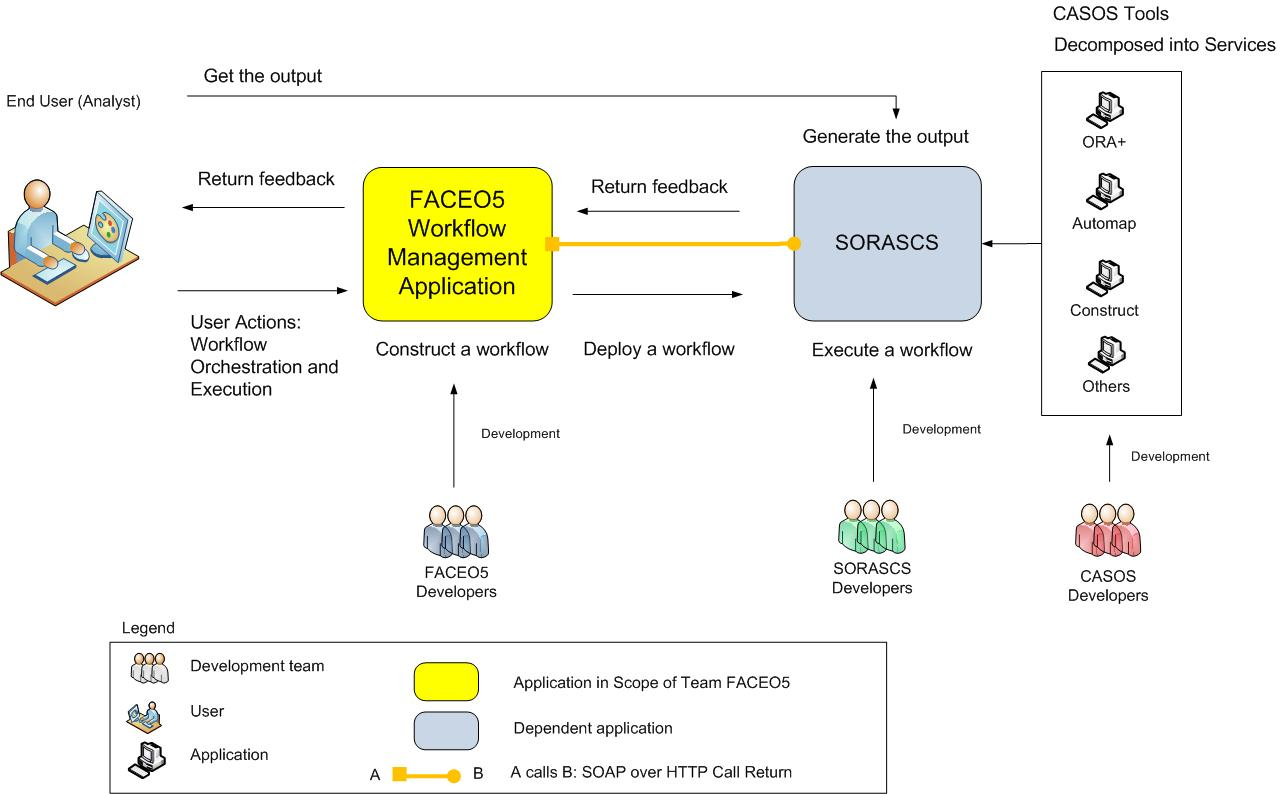 CASOS Tools
Decomposed into Services
Get the output
End User (Analyst)
Generate the output
ORA+
Return feedback
Return feedback
FACEO5
Workflow
Management
Application
SORASCS
Automap
Construct
Others
User Actions:
Workflow
Orchestration and
Execution
Construct a workflow
Deploy a workflow
Execute a workflow
Development
Development
Development
FACEO5
Developers
SORASCS
Developers
CASOS
Developers
Legend
Development team
Application in Scope of Team FACEO5
User
Dependent application
Application
A
B
A calls B: SOAP over HTTP Call Return